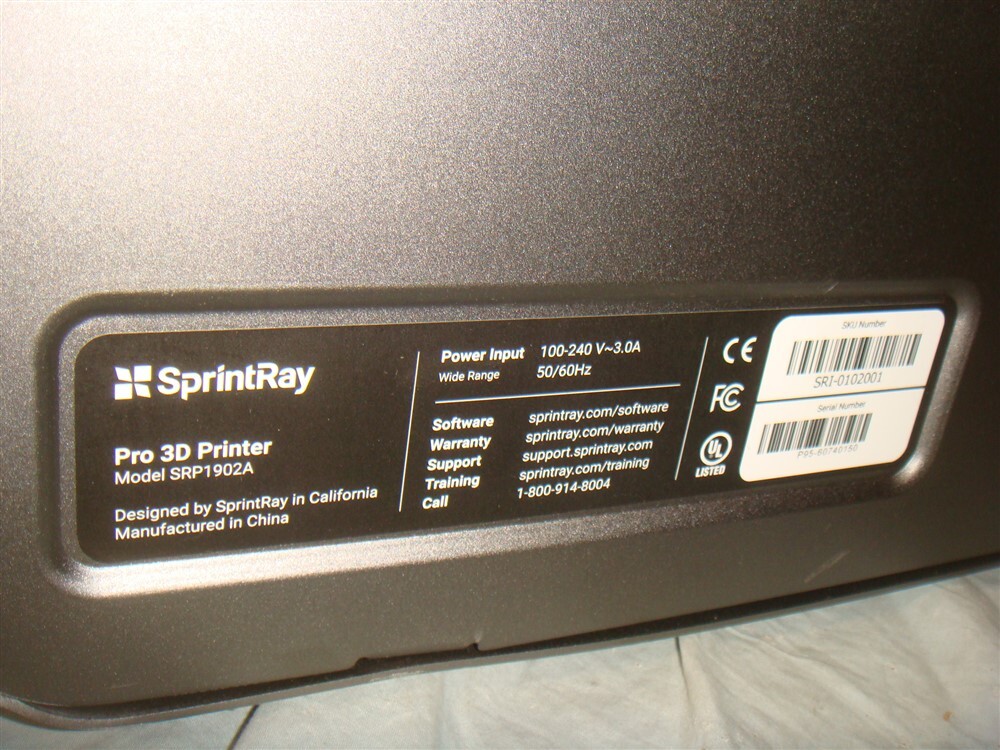 SprintRay
Pro 3D Printer
Model SRP1902A
Designed by SprintRay in California
Manufactured in China
Power Input 100-240 V~3.0A
Wide Range 50/60Hz
Software sprintray.com/software
Warranty sprintray.com/warranty
Support support.sprintray.com
Training sprintray.com/training
Call 1-800-914-8004
CE
FC
UL
LISTED
SKU Number
SRI-0102001
Serial Number